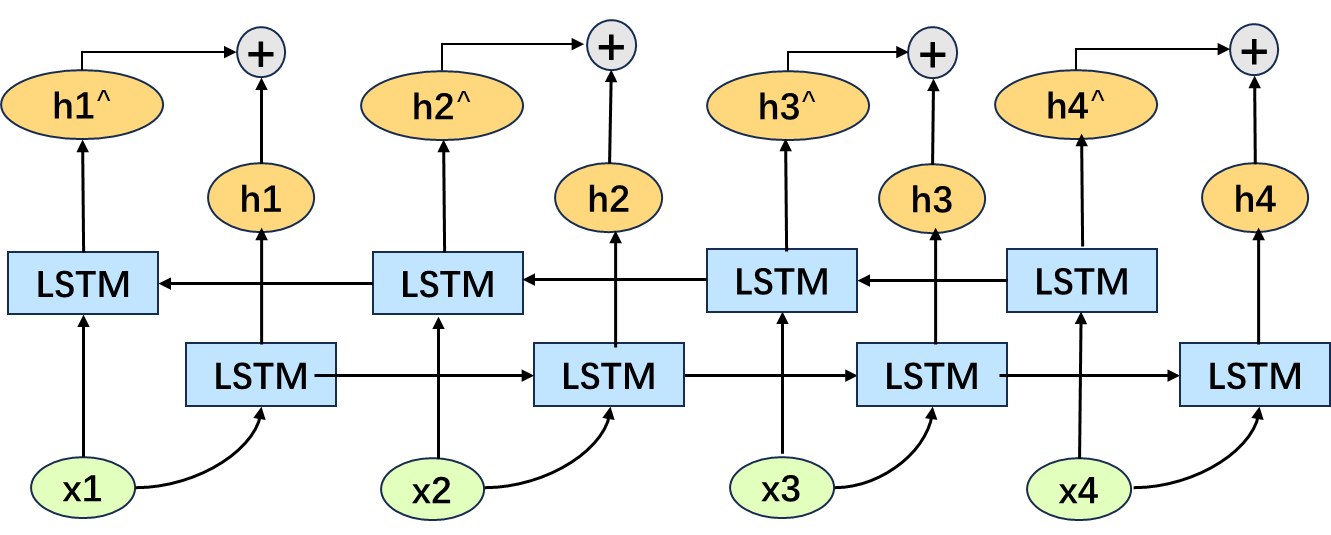 + + + +
h1^ h2^ h3^ h4^
h1 h2 h3 h4
LSTM LSTM LSTM LSTM
LSTM LSTM LSTM LSTM
x1 x2 x3 x4